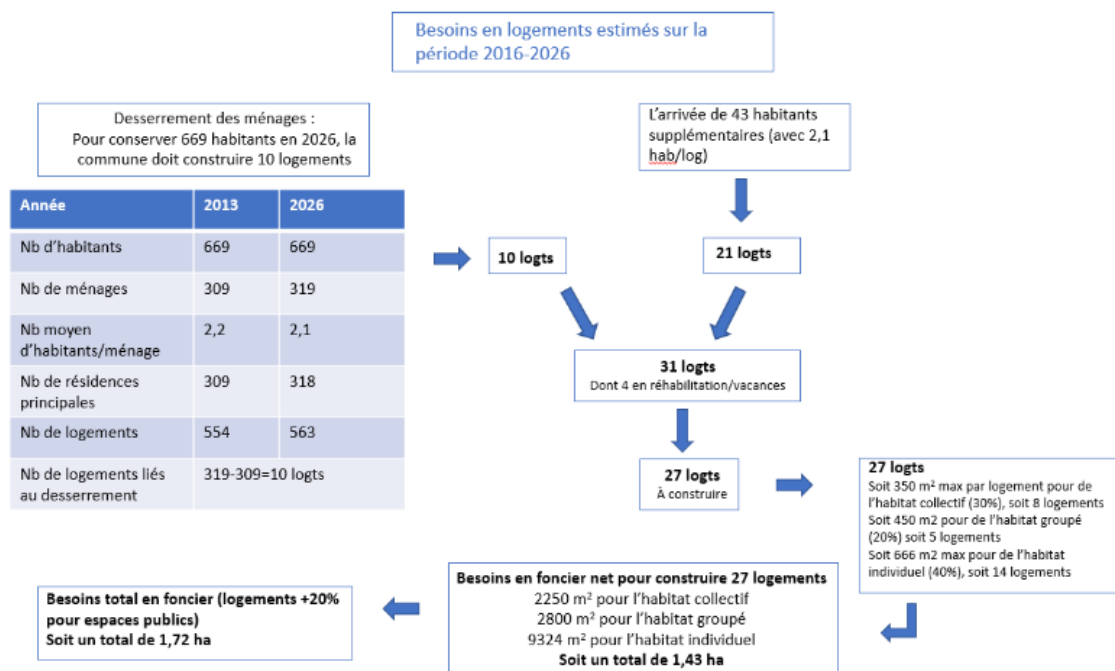 Besoins en logements estimés sur la
période 2016-2026
Desserrement des ménages :
Pour conserver 669 habitants en 2026, la
commune doit construire 10 logements
L'arrivée de 43 habitants
supplémentaires (avec 2,1
hab/log)
Année 2013 2026
Nb d'habitants 669 669
Nb de ménages 309 319
Nb moyen
d'habitants/ménage 2,2 2,1
Nb de résidences
principales 309 318
Nb de logements 554 563
Nb de logements liés
au desserrement 319-309=10 logts
10 logts
21 logts
31 logts
Dont 4 en réhabilitation/vacances
27 logts
À construire
27 logts
Soit 350 m² max par logement pour de
l'habitat collectif (30%), soit 8 logements
Soit 450 m2 pour de l'habitat groupé
(20%) soit 5 logements
Soit 666 m2 max pour de l'habitat
individuel (40%), soit 14 logements
Besoins en foncier net pour construire 27 logements
2250 m² pour l'habitat collectif
2800 m² pour l'habitat groupé
9324 m² pour l'habitat individuel
Soit un total de 1,43 ha
Besoins total en foncier (logements +20%
pour espaces publics)
Soit un total de 1,72 ha